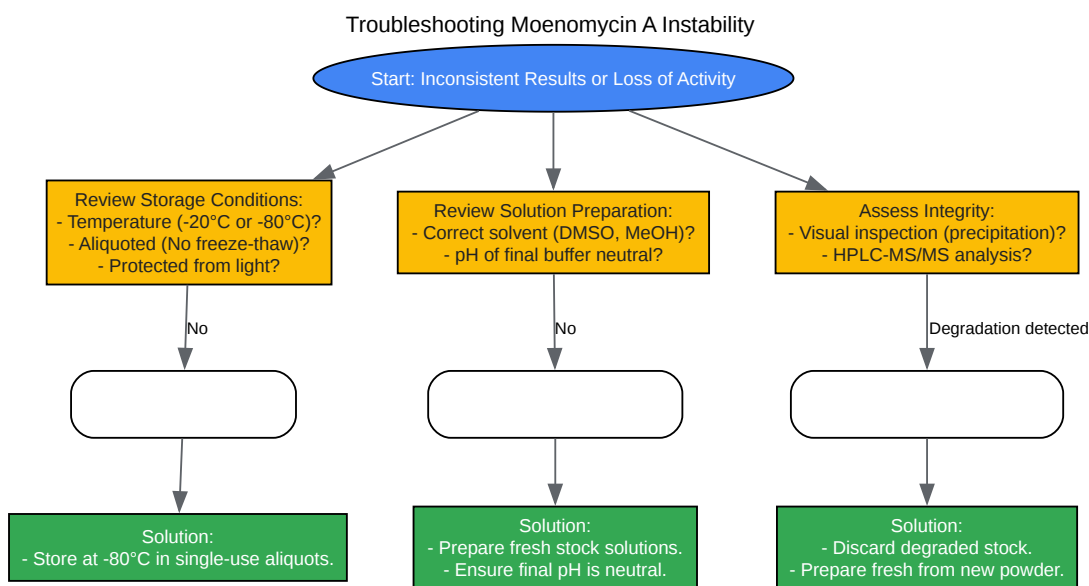 Troubleshooting Moenomycin A Instability
Start: Inconsistent Results or Loss of Activity
Review Storage Conditions:
- Temperature (-20°C or -80°C)?
- Aliquoted (No freeze-thaw)?
- Protected from light?
Review Solution Preparation:
- Correct solvent (DMSO, MeOH)?
- pH of final buffer neutral?
Assess Integrity:
- Visual inspection (precipitation)?
- HPLC-MS/MS analysis?
No
No
Degradation detected
Solution:
- Store at -80°C in single-use aliquots.
Solution:
- Prepare fresh stock solutions.
- Ensure final pH is neutral.
Solution:
- Discard degraded stock.
- Prepare fresh from new powder.